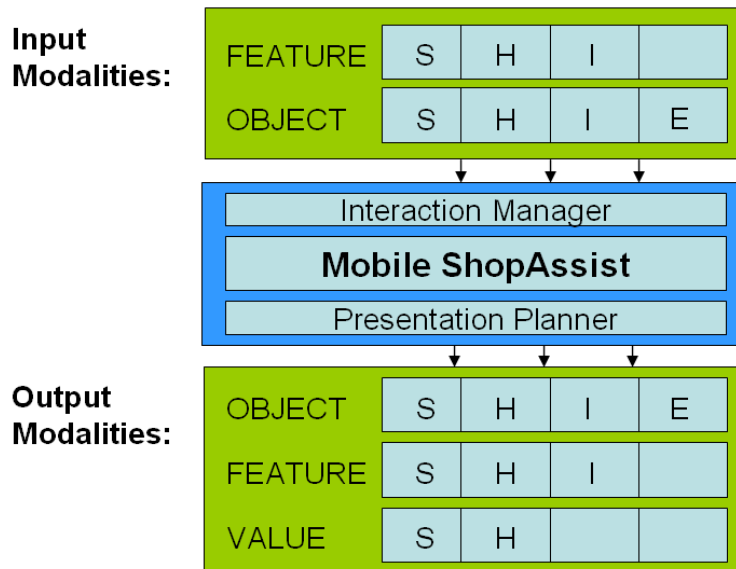 Input
Modalities:
FEATURE S H I
OBJECT S H I E
Interaction Manager
Mobile ShopAssist
Presentation Planner
Output
Modalities:
OBJECT S H I E
FEATURE S H I
VALUE S H